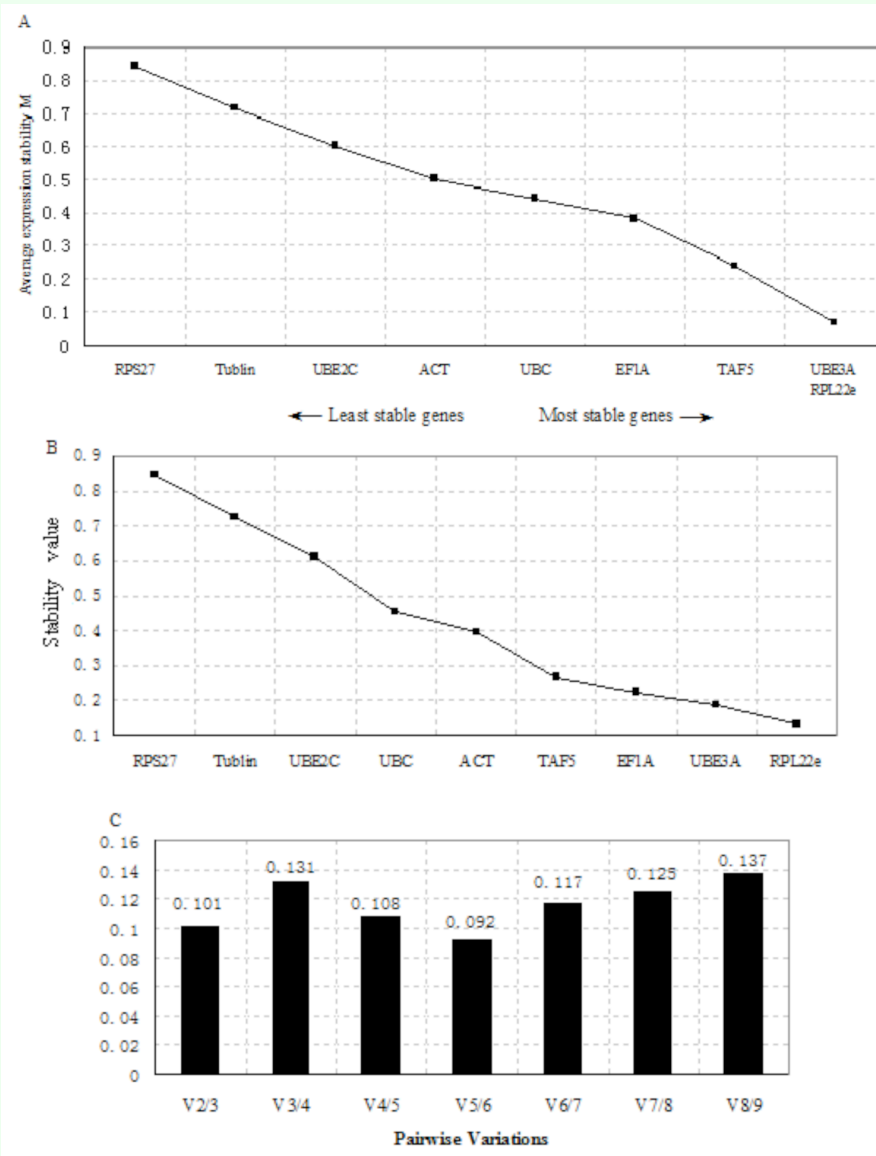 A
0.9
0.8
0.7
0.6
0.5
0.4
0.3
0.2
0.1
0
Average expression stability M
RPS27 Tublin UBE2C ACT UBC EF1A TAF5 UBE3A
RPL22e
← Least stable genes Most stable genes →
B
0.9
0.8
0.7
0.6
0.5
0.4
0.3
0.2
0.1
Stability value
RPS27 Tublin UBE2C UBC ACT TAF5 EF1A UBE3A RPL22e
C
0.16
0.14
0.12
0.1
0.08
0.06
0.04
0.02
0
0.101 0.131 0.108 0.092 0.117 0.125 0.137
V2/3 V3/4 V4/5 V5/6 V6/7 V7/8 V8/9
Pairwise Variations